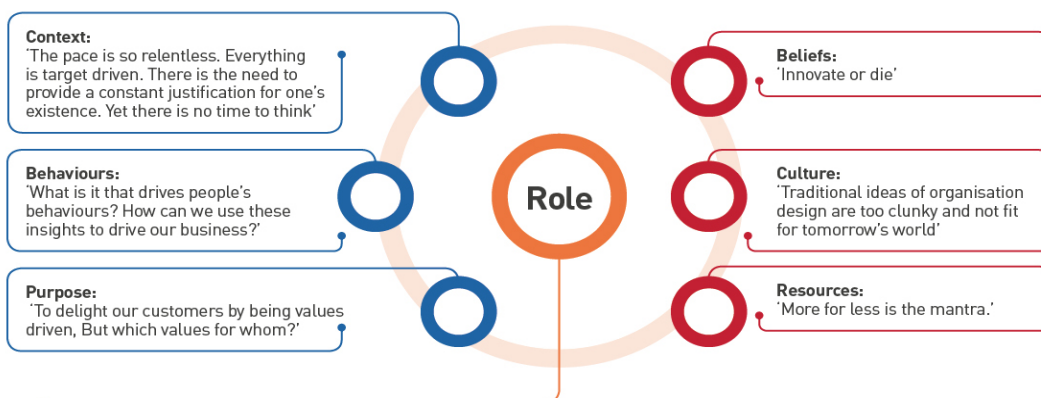 Context:
‘The pace is so relentless. Everything
is target driven. There is the need to
provide a constant justification for one’s
existence. Yet there is no time to think’
Behaviours:
‘What is it that drives people’s
behaviours? How can we use these
insights to drive our business?’
Purpose:
‘To delight our customers by being values
driven, But which values for whom?’
Role
Beliefs:
‘Innovate or die’
Culture:
‘Traditional ideas of organisation
design are too clunky and not fit
for tomorrow’s world’
Resources:
‘More for less is the mantra.’